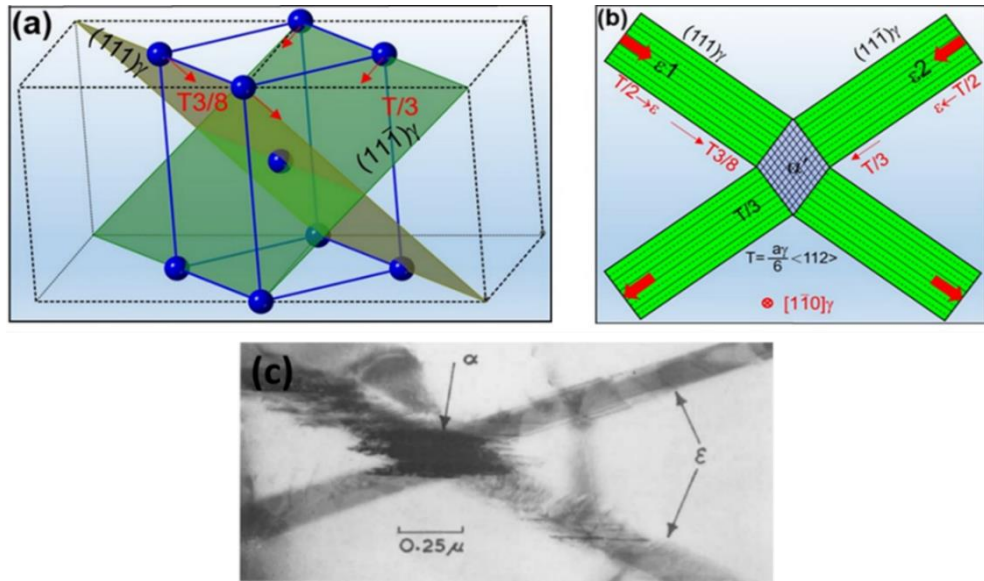 (a)
(111)γ
T3/8
T/3
(11̄1)γ
c
(b)
(111)γ
(111̄)γ
ε1
ε2
T/2→ε
ε←T/2
T3/8
T/3
α'
T/3
T = aγ/6 <112>
[11̄0]γ
(c)
α
ε
0.25μ